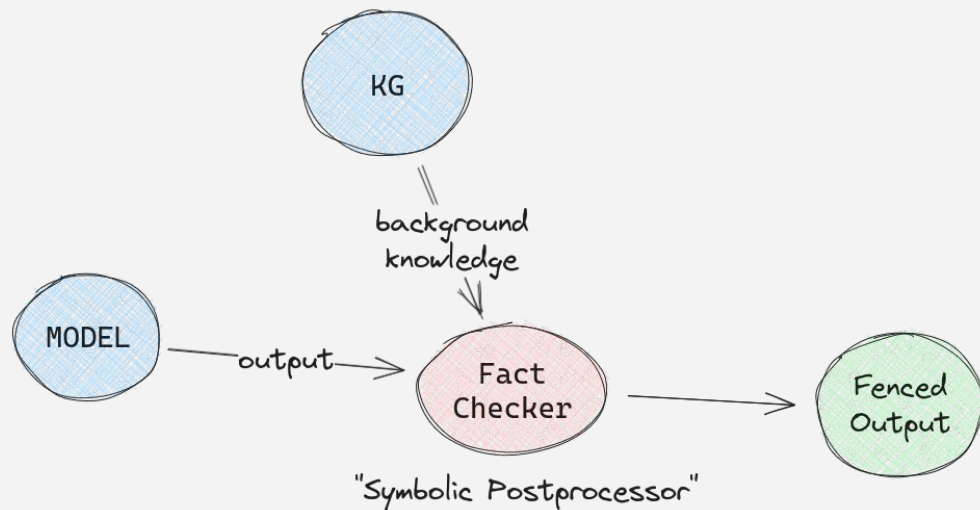 KG
background
knowledge
MODEL
output
Fact
Checker
Fenced
Output
"Symbolic Postprocessor"